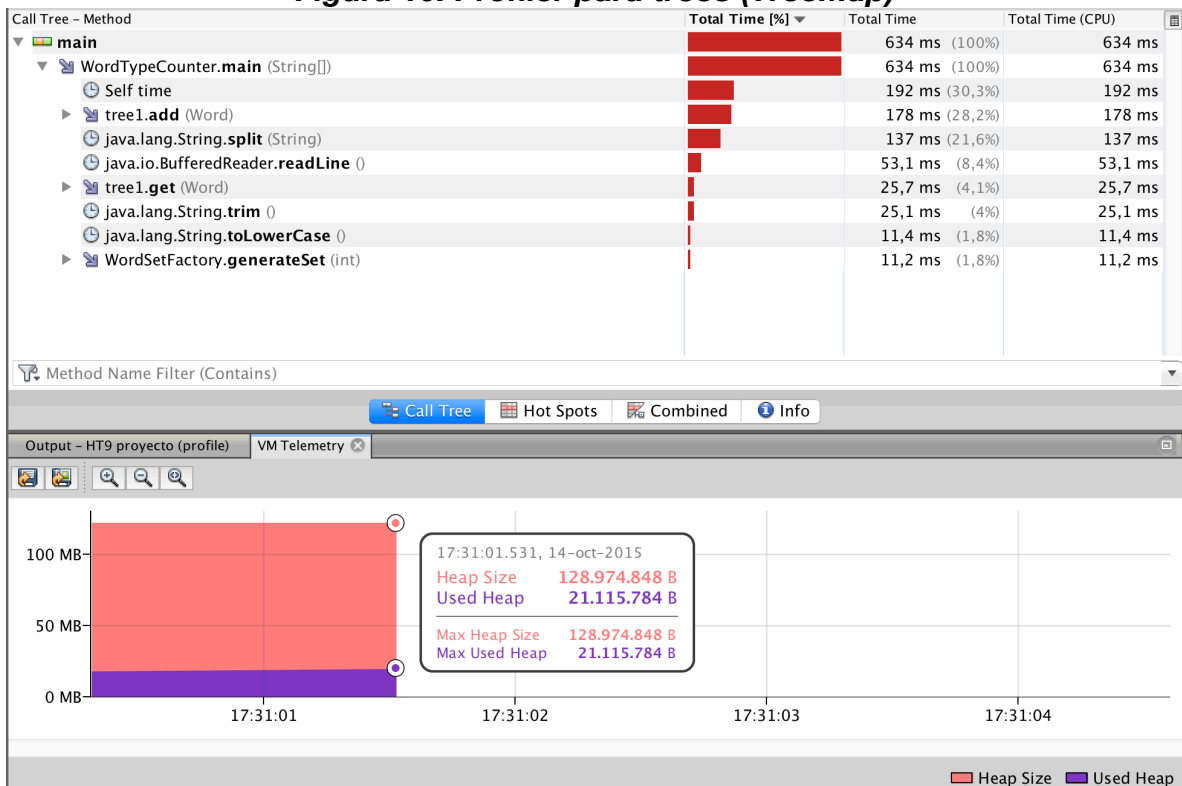 Figura 10. Profiler para trees (TreeMap)
Call Tree – Method Total Time [%] Total Time Total Time (CPU)
main 634 ms (100%) 634 ms
WordTypeCounter.main (String[]) 634 ms (100%) 634 ms
Self time 192 ms (30,3%) 192 ms
tree1.add (Word) 178 ms (28,2%) 178 ms
java.lang.String.split (String) 137 ms (21,6%) 137 ms
java.io.BufferedReader.readLine () 53,1 ms (8,4%) 53,1 ms
tree1.get (Word) 25,7 ms (4,1%) 25,7 ms
java.lang.String.trim () 25,1 ms (4%) 25,1 ms
java.lang.String.toLowerCase () 11,4 ms (1,8%) 11,4 ms
WordSetFactory.generateSet (int) 11,2 ms (1,8%) 11,2 ms
Method Name Filter (Contains)
Call Tree Hot Spots Combined Info
Output – HT9 proyecto (profile) VM Telemetry
100 MB
50 MB
0 MB
17:31:01.531, 14-oct-2015
Heap Size 128.974.848 B
Used Heap 21.115.784 B
Max Heap Size 128.974.848 B
Max Used Heap 21.115.784 B
17:31:01 17:31:02 17:31:03 17:31:04
Heap Size Used Heap